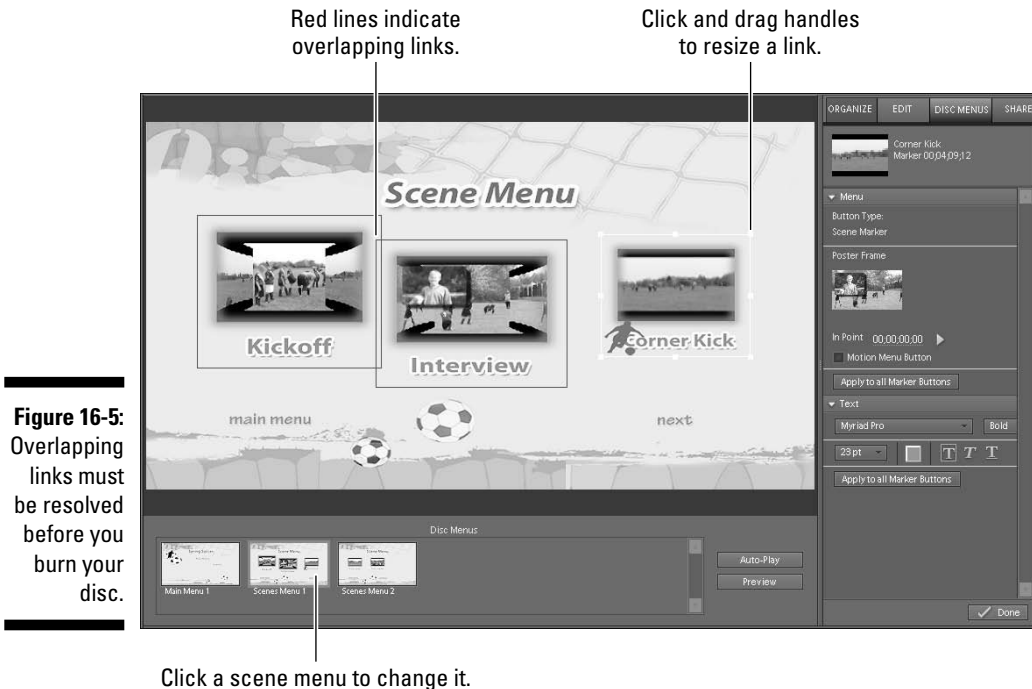 Red lines indicate
overlapping links.
Click and drag handles
to resize a link.
ORGANIZE EDIT DISC MENUS SHARE
Corner Kick
Marker 00;04;09;12
Menu
Button Type:
Scene Marker
Poster Frame
In Point 00;00;00;00
Motion Menu Button
Apply to all Marker Buttons
Text
Myriad Pro Bold
23 pt T T T
Apply to all Marker Buttons
Scene Menu
Kickoff
Interview
Corner Kick
main menu
next
Disc Menus
Scene Menu
Scene Menu
Main Menu 1
Scenes Menu 1
Scenes Menu 2
Auto-Play
Preview
Done
Figure 16-5:
Overlapping
links must
be resolved
before you
burn your
disc.
Click a scene menu to change it.